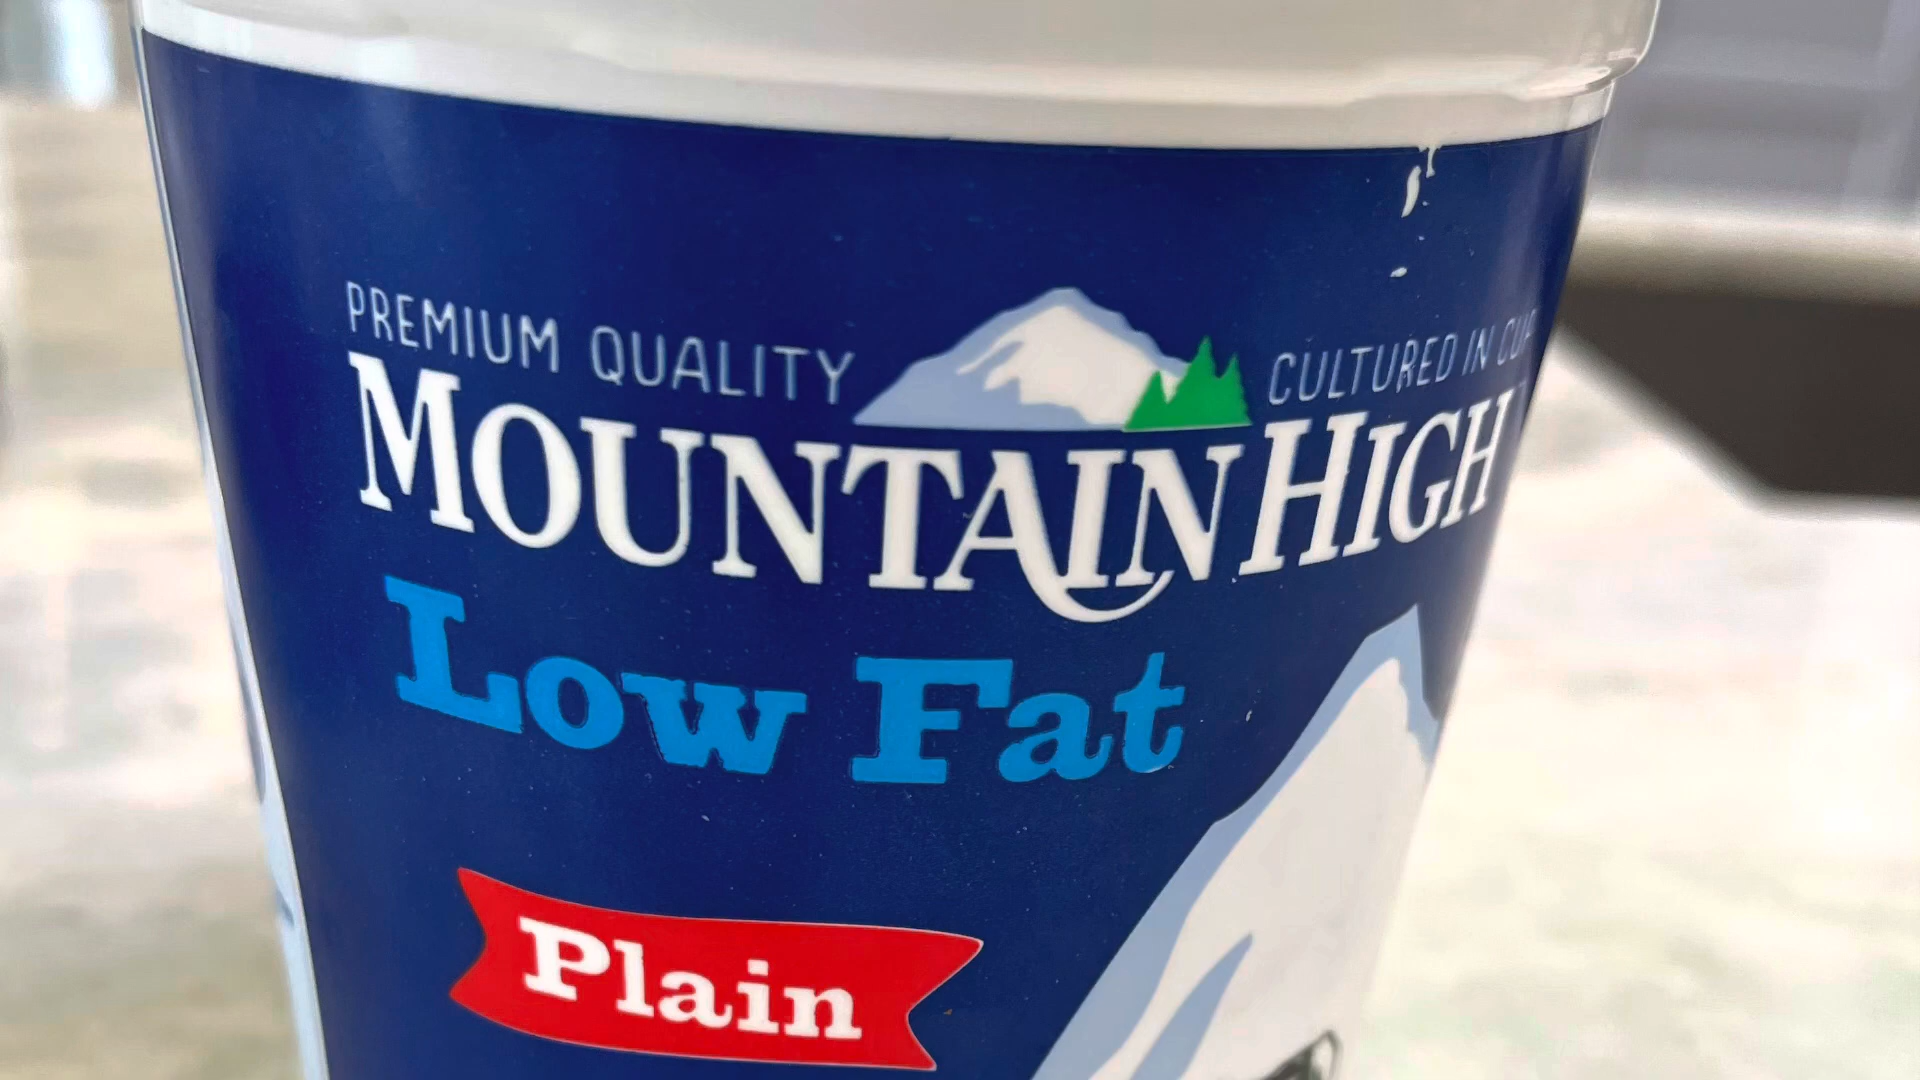 PREMIUM QUALITY
CULTURED IN
MOUNTAIN HIGH
Low Fat
Plain